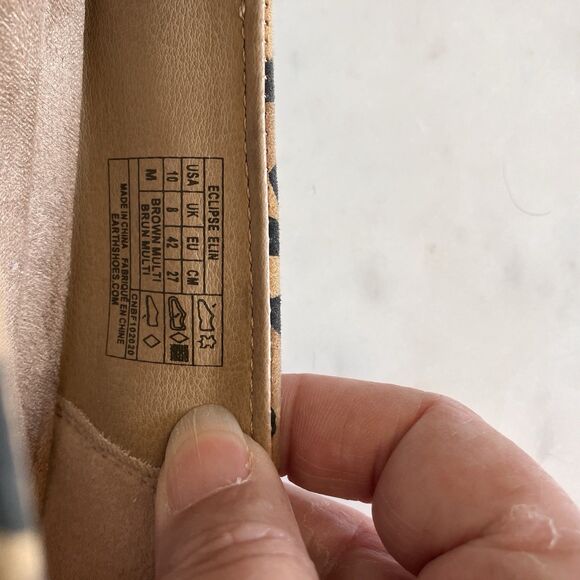 ECLIPSE ELIN
USA UK EU CM
10 8 42 27
M BROWN MULTI
BRUN MULTI
CNBF102020
MADE IN CHINA FABRIQUÉ EN CHINE
EARTHSHOES.COM